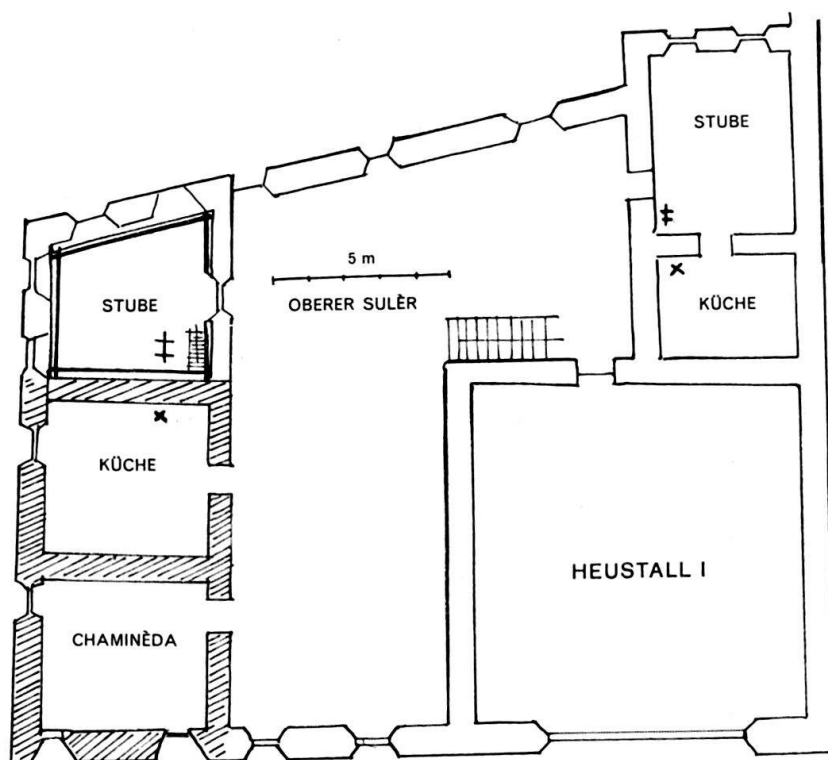 STUBE
5 m
STUBE
OBERER SULÈR
KÜCHE
KÜCHE
HEUSTALL I
CHAMINÈDA